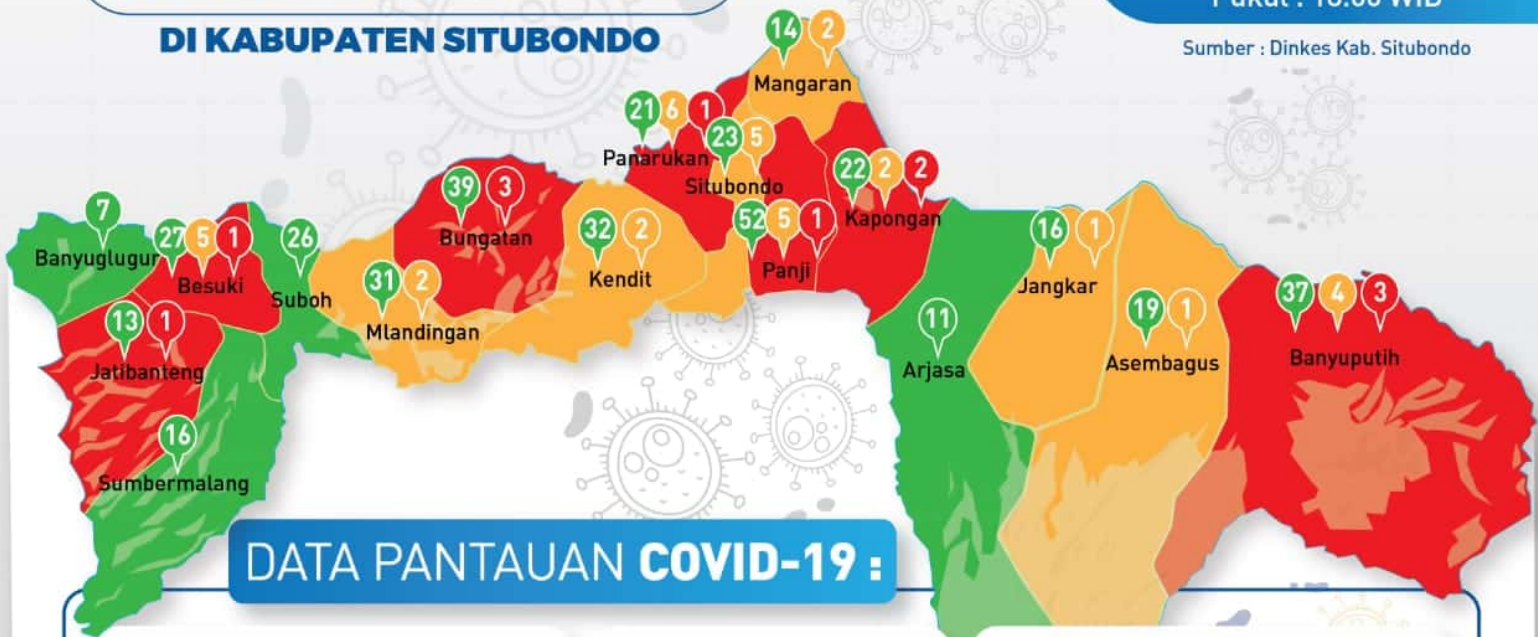 DI KABUPATEN SITUBONDO
Sumber : Dinkes Kab. Situbondo
14 2
Mangaran
21 6 1
Panarukan
23 5
Situbondo
22 2 2
Kapongan
52 5 1
Panji
39 3
Bungatan
32 2
Kendit
7
Banyuglugur
27 5 1
Besuki
26
Suboh
31 2
Mlandingan
13 1
Jatibanteng
16
Sumbermalang
16 1
Jangkar
11
Arjasa
19 1
Asembagus
37 4 3
Banyuputih
DATA PANTAUAN COVID-19 :